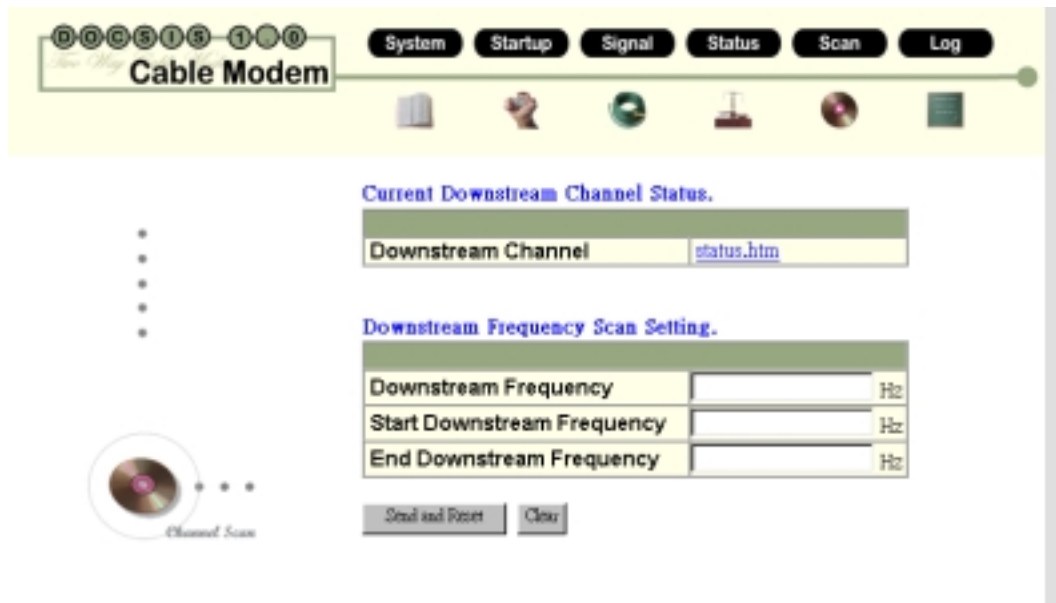 DOCSIS 1.0
Two Way
Cable Modem
System Startup Signal Status Scan Log
Current Downstream Channel Status.
Downstream Channel status.htm
Downstream Frequency Scan Setting.
Downstream Frequency Hz
Start Downstream Frequency Hz
End Downstream Frequency Hz
Send and Reset Clear
Channel Scan